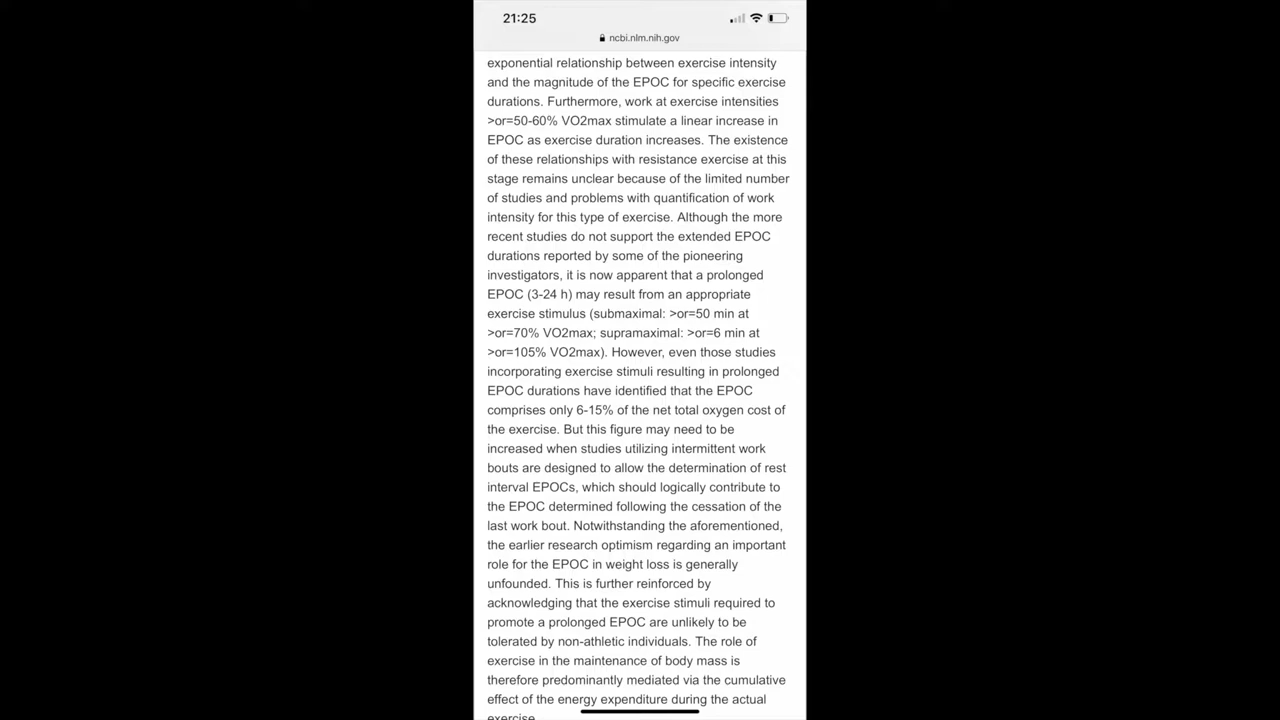 21:25
ncbi.nlm.nih.gov
exponential relationship between exercise intensity
and the magnitude of the EPOC for specific exercise
durations. Furthermore, work at exercise intensities
>or=50-60% VO2max stimulate a linear increase in
EPOC as exercise duration increases. The existence
of these relationships with resistance exercise at this
stage remains unclear because of the limited number
of studies and problems with quantification of work
intensity for this type of exercise. Although the more
recent studies do not support the extended EPOC
durations reported by some of the pioneering
investigators, it is now apparent that a prolonged
EPOC (3-24 h) may result from an appropriate
exercise stimulus (submaximal: >or=50 min at
>or=70% VO2max; supramaximal: >or=6 min at
>or=105% VO2max). However, even those studies
incorporating exercise stimuli resulting in prolonged
EPOC durations have identified that the EPOC
comprises only 6-15% of the net total oxygen cost of
the exercise. But this figure may need to be
increased when studies utilizing intermittent work
bouts are designed to allow the determination of rest
interval EPOCs, which should logically contribute to
the EPOC determined following the cessation of the
last work bout. Notwithstanding the aforementioned,
the earlier research optimism regarding an important
role for the EPOC in weight loss is generally
unfounded. This is further reinforced by
acknowledging that the exercise stimuli required to
promote a prolonged EPOC are unlikely to be
tolerated by non-athletic individuals. The role of
exercise in the maintenance of body mass is
therefore predominantly mediated via the cumulative
effect of the energy expenditure during the actual
exercise.